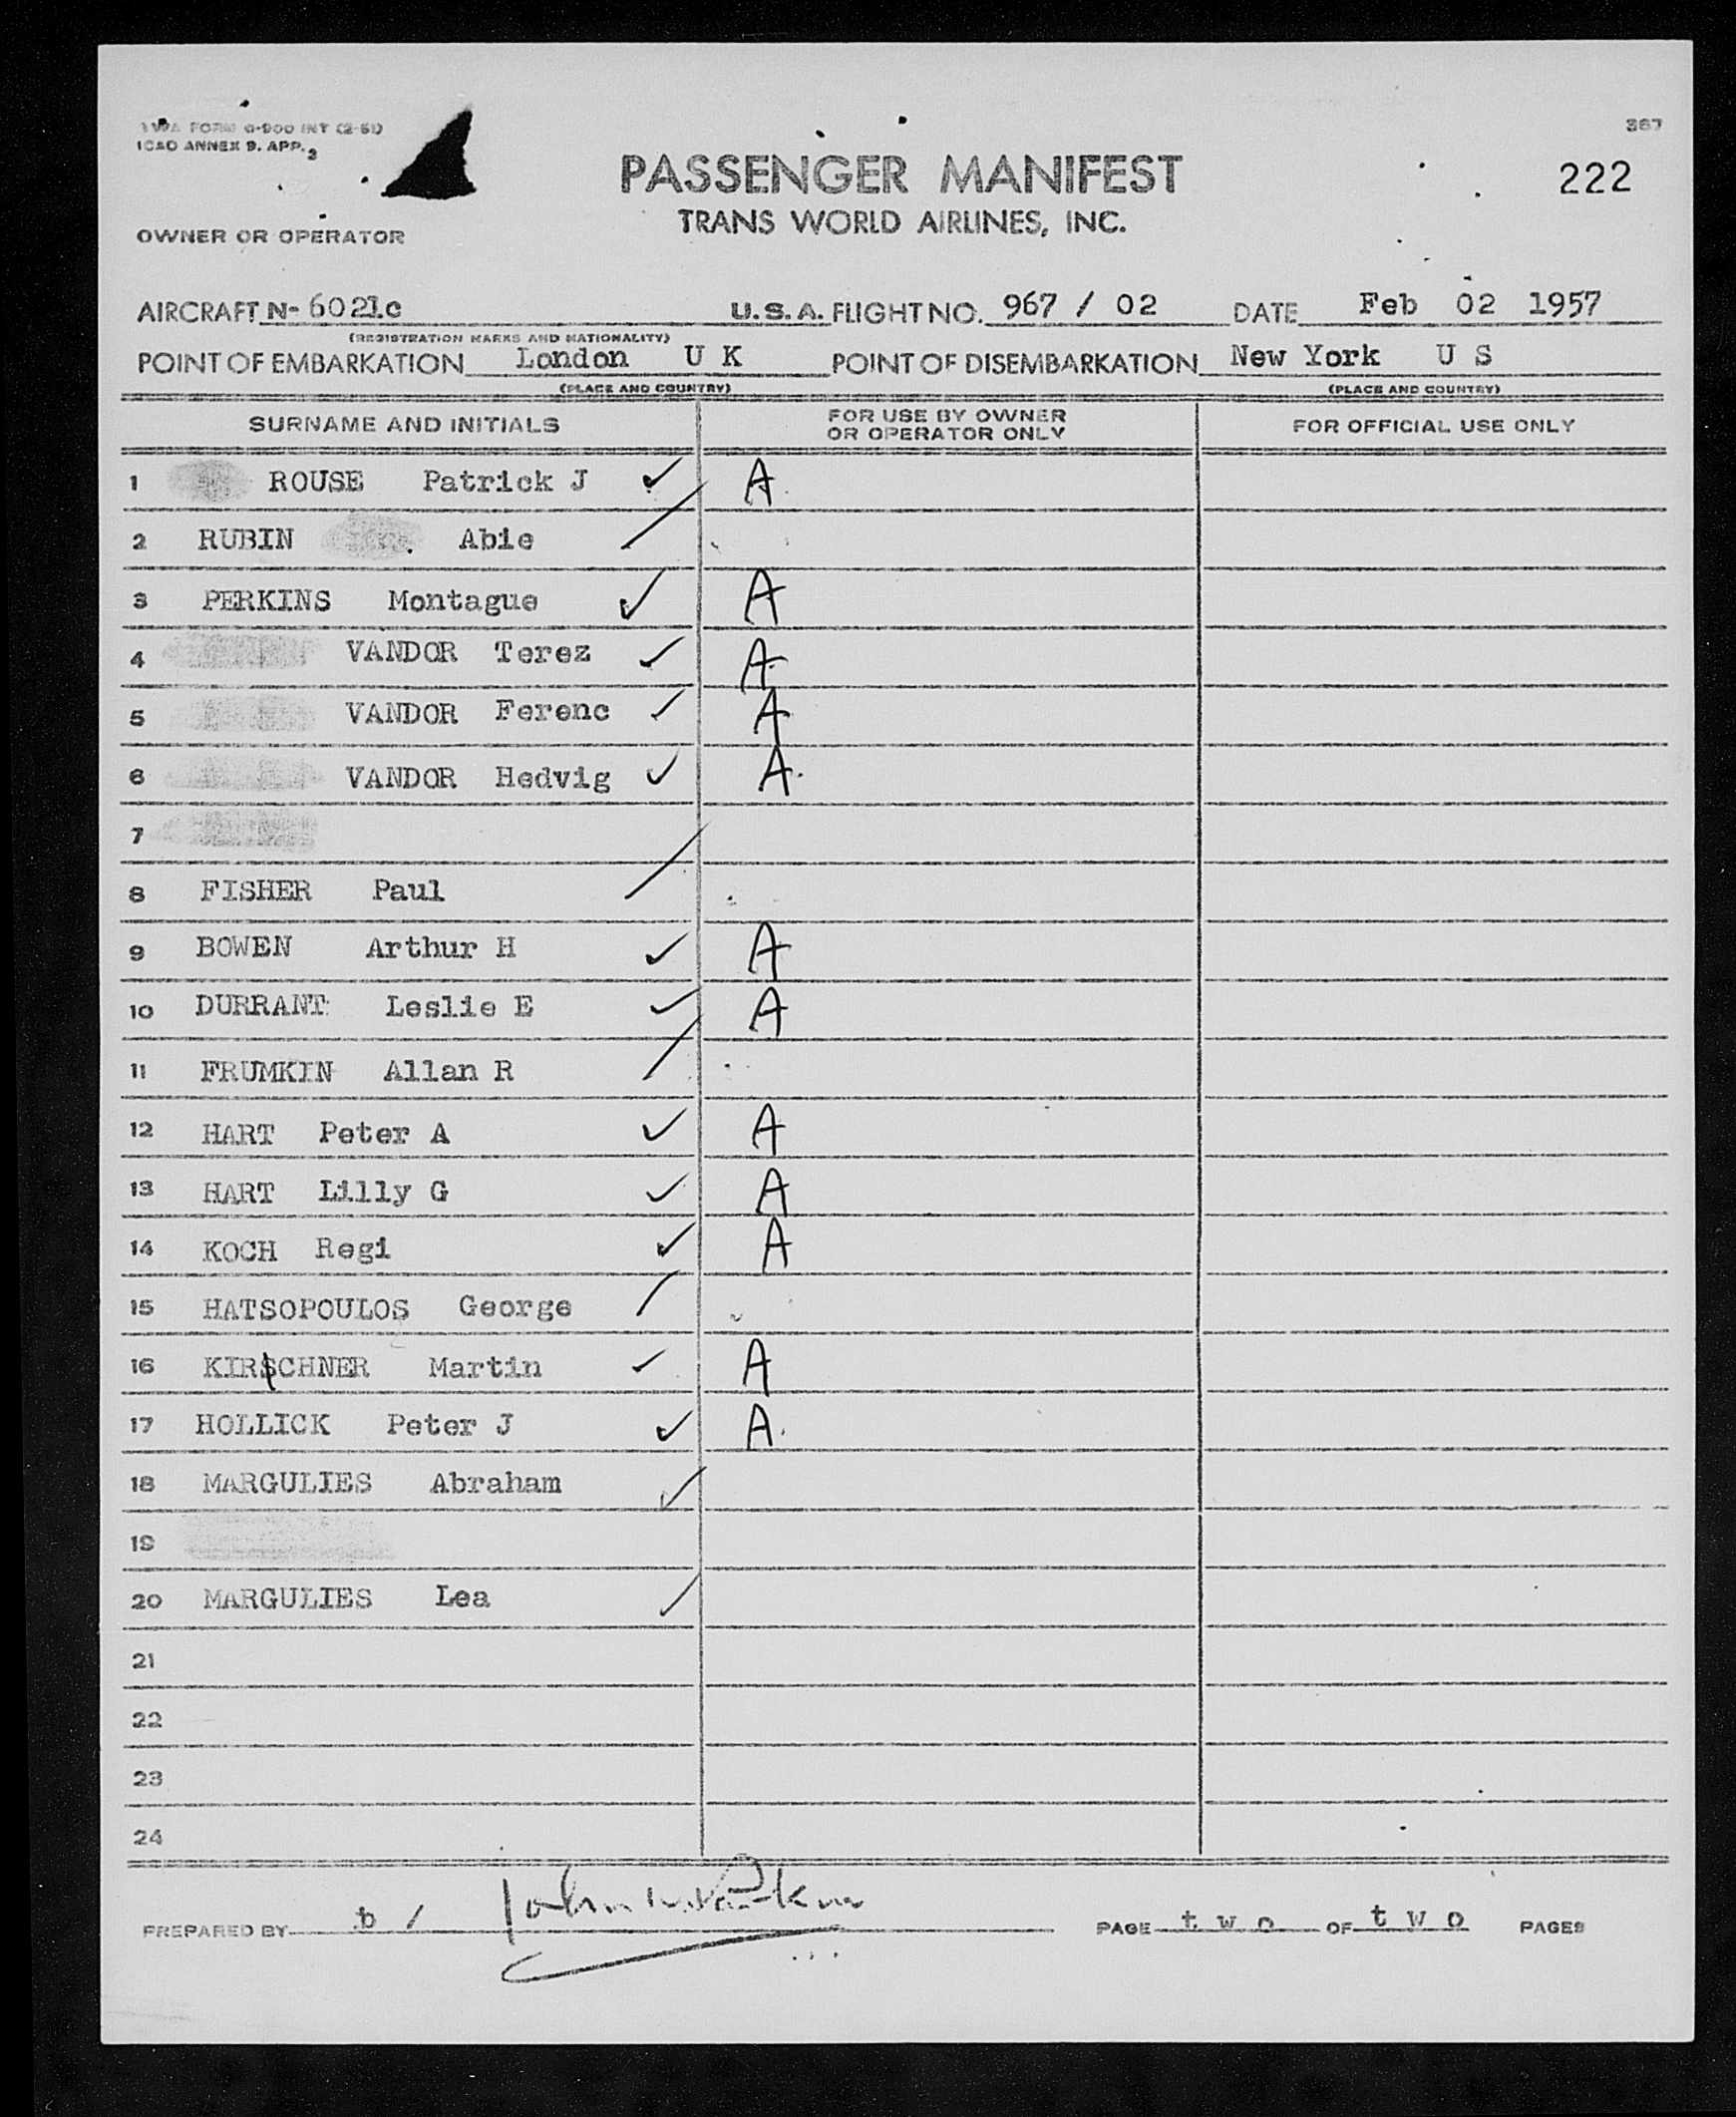 TWA FORM O-900 INT (2-51)
ICAO ANNEX 9. APP. 2
367
PASSENGER MANIFEST
222
TRANS WORLD AIRLINES, INC.
OWNER OR OPERATOR
AIRCRAFT N- 6021c U.S.A. FLIGHT NO. 967 / 02 DATE Feb 02 1957
(REGISTRATION MARKS AND NATIONALITY)
POINT OF EMBARKATION London U K POINT OF DISEMBARKATION New York U S
(PLACE AND COUNTRY) (PLACE AND COUNTRY)
SURNAME AND INITIALS FOR USE BY OWNER OR OPERATOR ONLY FOR OFFICIAL USE ONLY
1 ROUSE Patrick J ✓ A
2 RUBIN Abie /
3 PERKINS Montague ✓ A
4 VANDOR Terez ✓ A
5 VANDOR Ferenc ✓ A
6 VANDOR Hedvig ✓ A
7
8 FISHER Paul /
9 BOWEN Arthur H ✓ A
10 DURRANT Leslie E ✓ A
11 FRUMKIN Allan R /
12 HART Peter A ✓ A
13 HART Lilly G ✓ A
14 KOCH Regi ✓ A
15 HATSOPOULOS George /
16 KIRSCHNER Martin ✓ A
17 HOLLICK Peter J ✓ A
18 MARGULIES Abraham ✓
19
20 MARGULIES Lea ✓
21
22
23
24
PREPARED BY PAGE two OF two PAGES